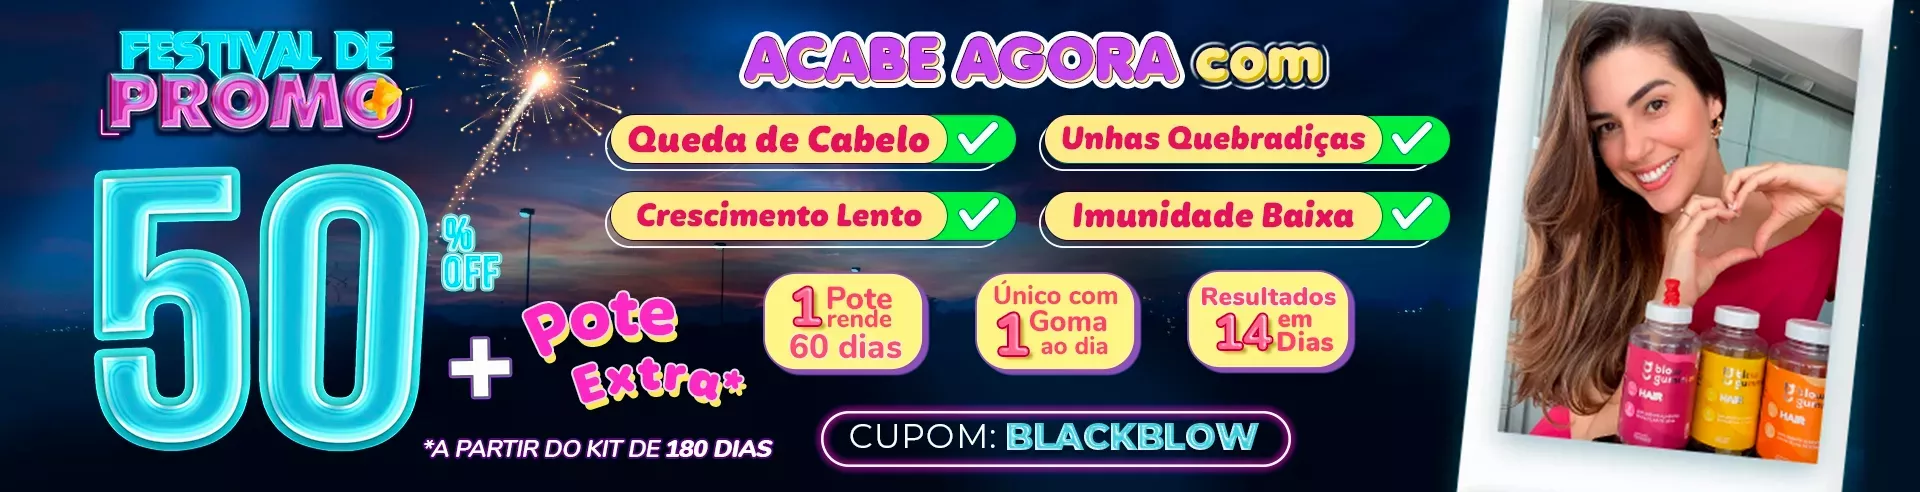 FESTIVAL DE
PROMO
50
%
OFF
+ Pote
Extra*
*A PARTIR DO KIT DE 180 DIAS
ACABE AGORA com
Queda de Cabelo
Unhas Quebradiças
Crescimento Lento
Imunidade Baixa
1 Pote
rende
60 dias
Único com
1 Goma
ao dia
Resultados
14 em
Dias
CUPOM: BLACKBLOW
HAIR
HAIR
HAIR